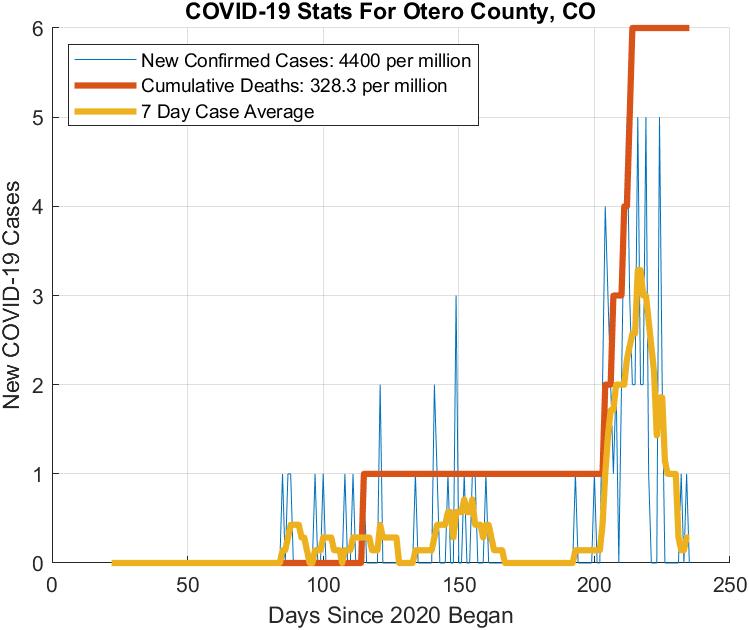 COVID-19 Stats For Otero County, CO
New Confirmed Cases: 4400 per million
Cumulative Deaths: 328.3 per million
7 Day Case Average
New COVID-19 Cases
6
5
4
3
2
1
0
0 50 100 150 200 250
Days Since 2020 Began